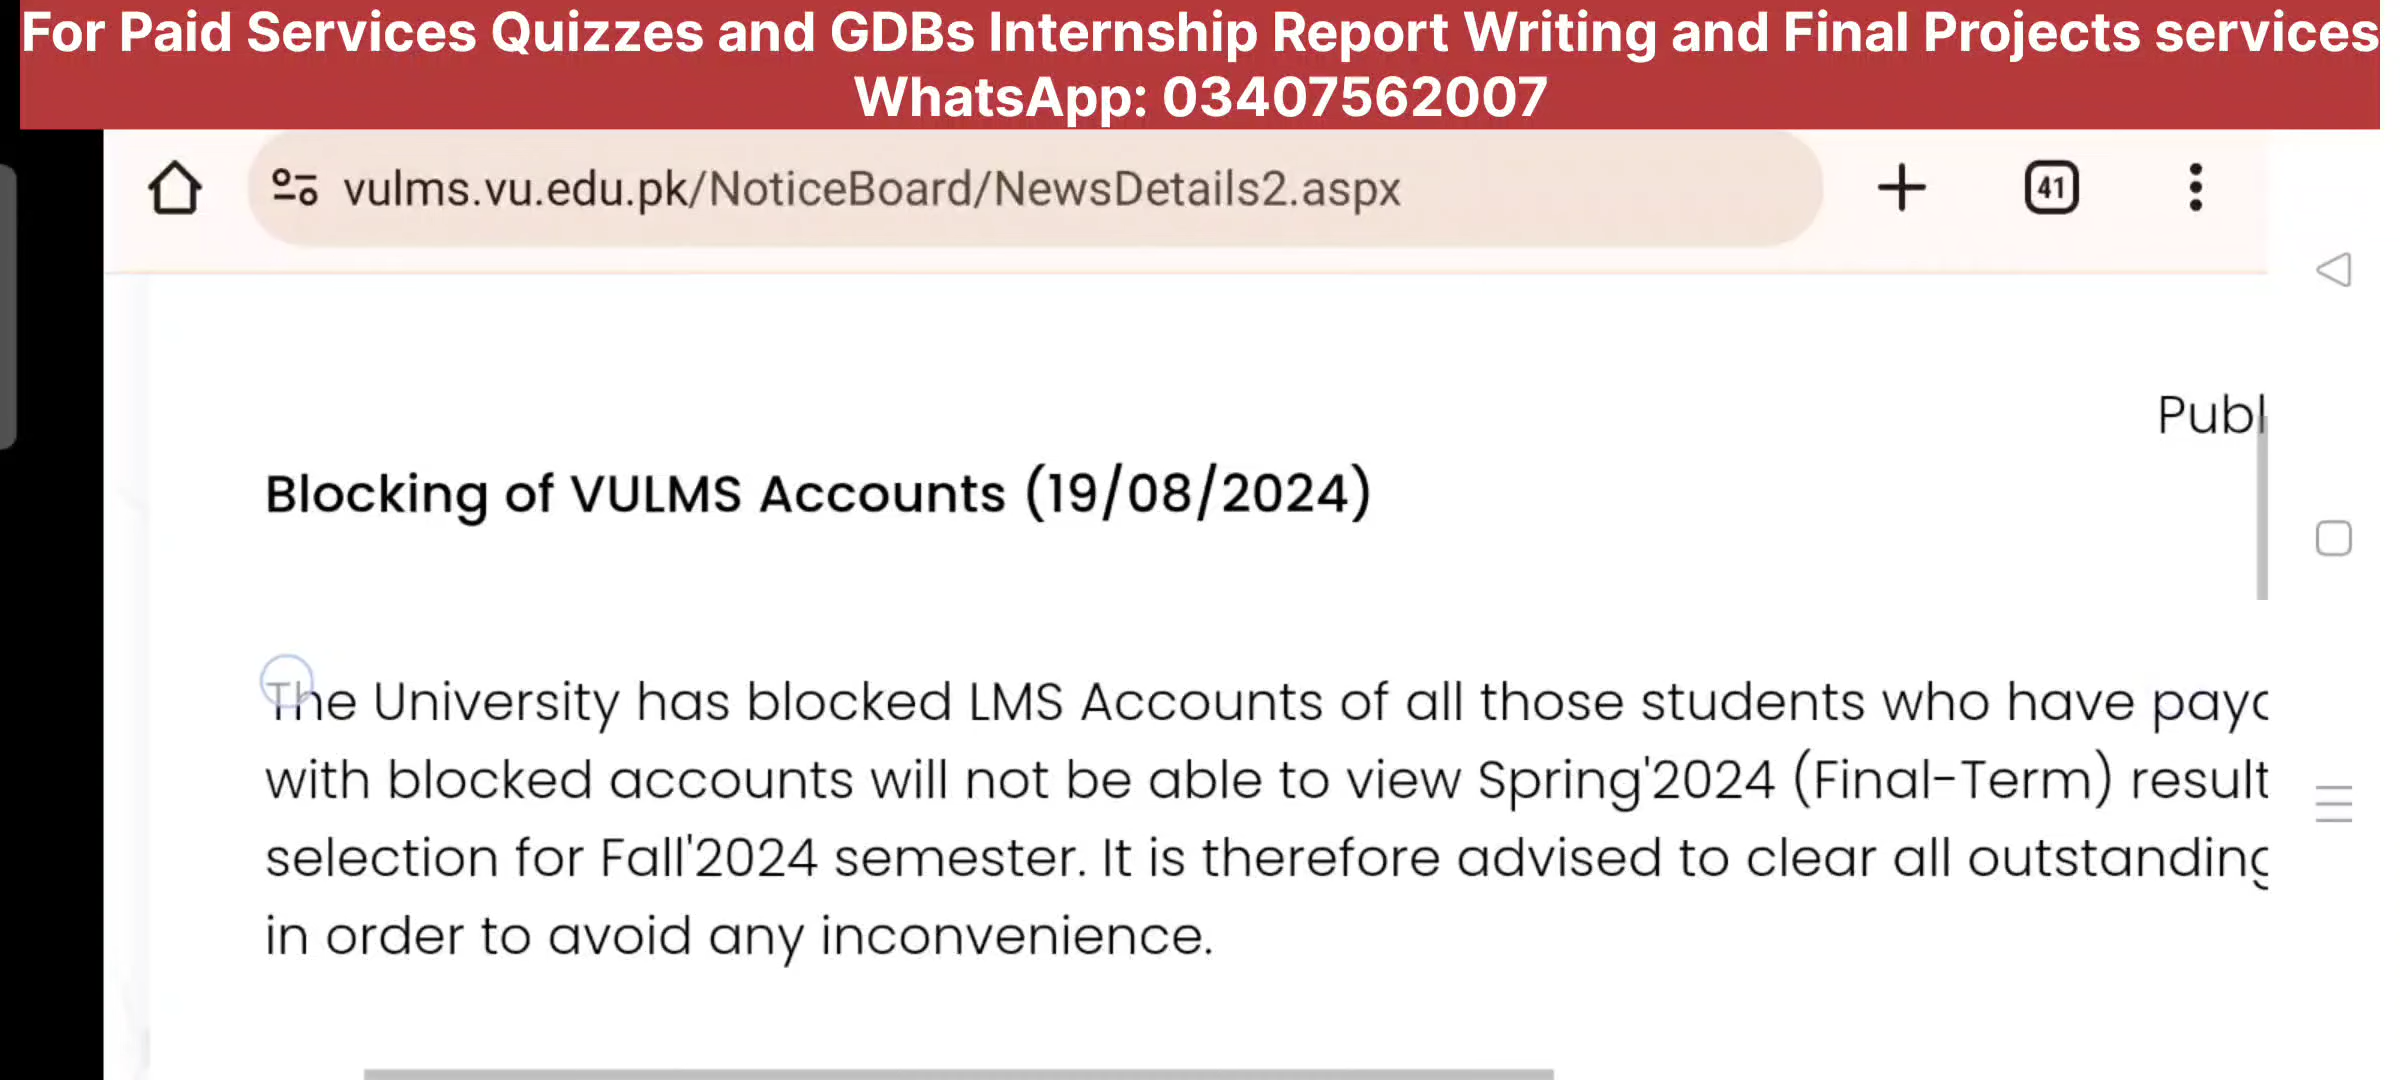 For Paid Services Quizzes and GDBs Internship Report Writing and Final Projects services
WhatsApp: 03407562007
vulms.vu.edu.pk/NoticeBoard/NewsDetails2.aspx
41
Publ
Blocking of VULMS Accounts (19/08/2024)
The University has blocked LMS Accounts of all those students who have
with blocked accounts will not be able to view Spring'2024 (Final-Term) result
selection for Fall'2024 semester. It is therefore advised to clear all outstanding
in order to avoid any inconvenience.